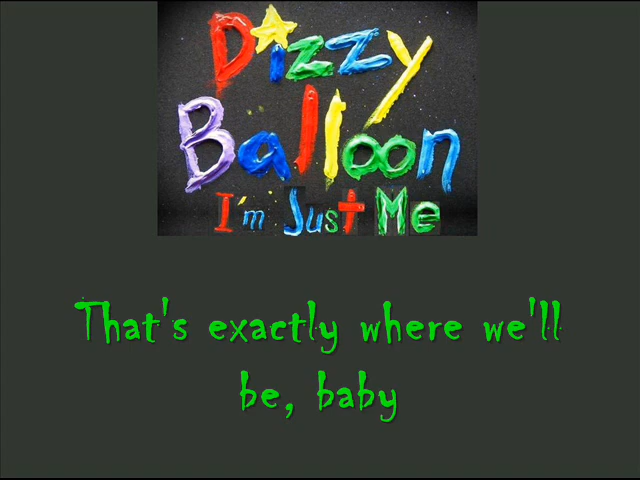 Dizzy
Balloon
I'm Just Me
That's exactly where we'll
be, baby